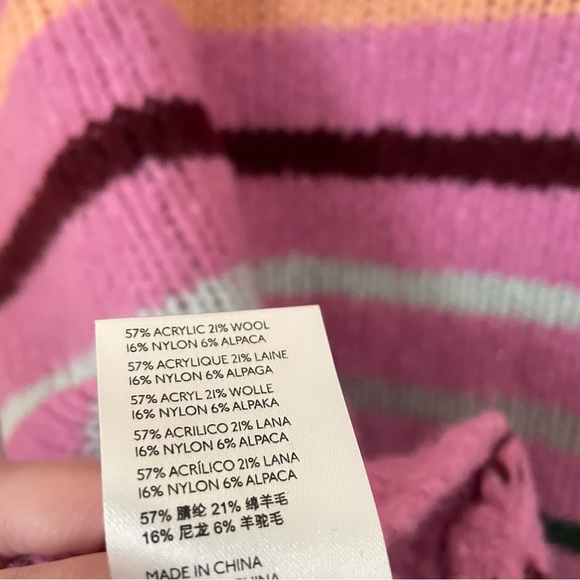 57% ACRYLIC 21% WOOL
16% NYLON 6% ALPACA
57% ACRYLIQUE 21% LAINE
16% NYLON 6% ALPAGA
57% ACRYL 21% WOLLE
16% NYLON 6% ALPAKA
57% ACRILICO 21% LANA
16% NYLON 6% ALPACA
57% ACRÍLICO 21% LANA
16% NYLON 6% ALPACA
57% 腈纶 21% 绵羊毛
16% 尼龙 6% 羊驼毛
MADE IN CHINA
CHINA